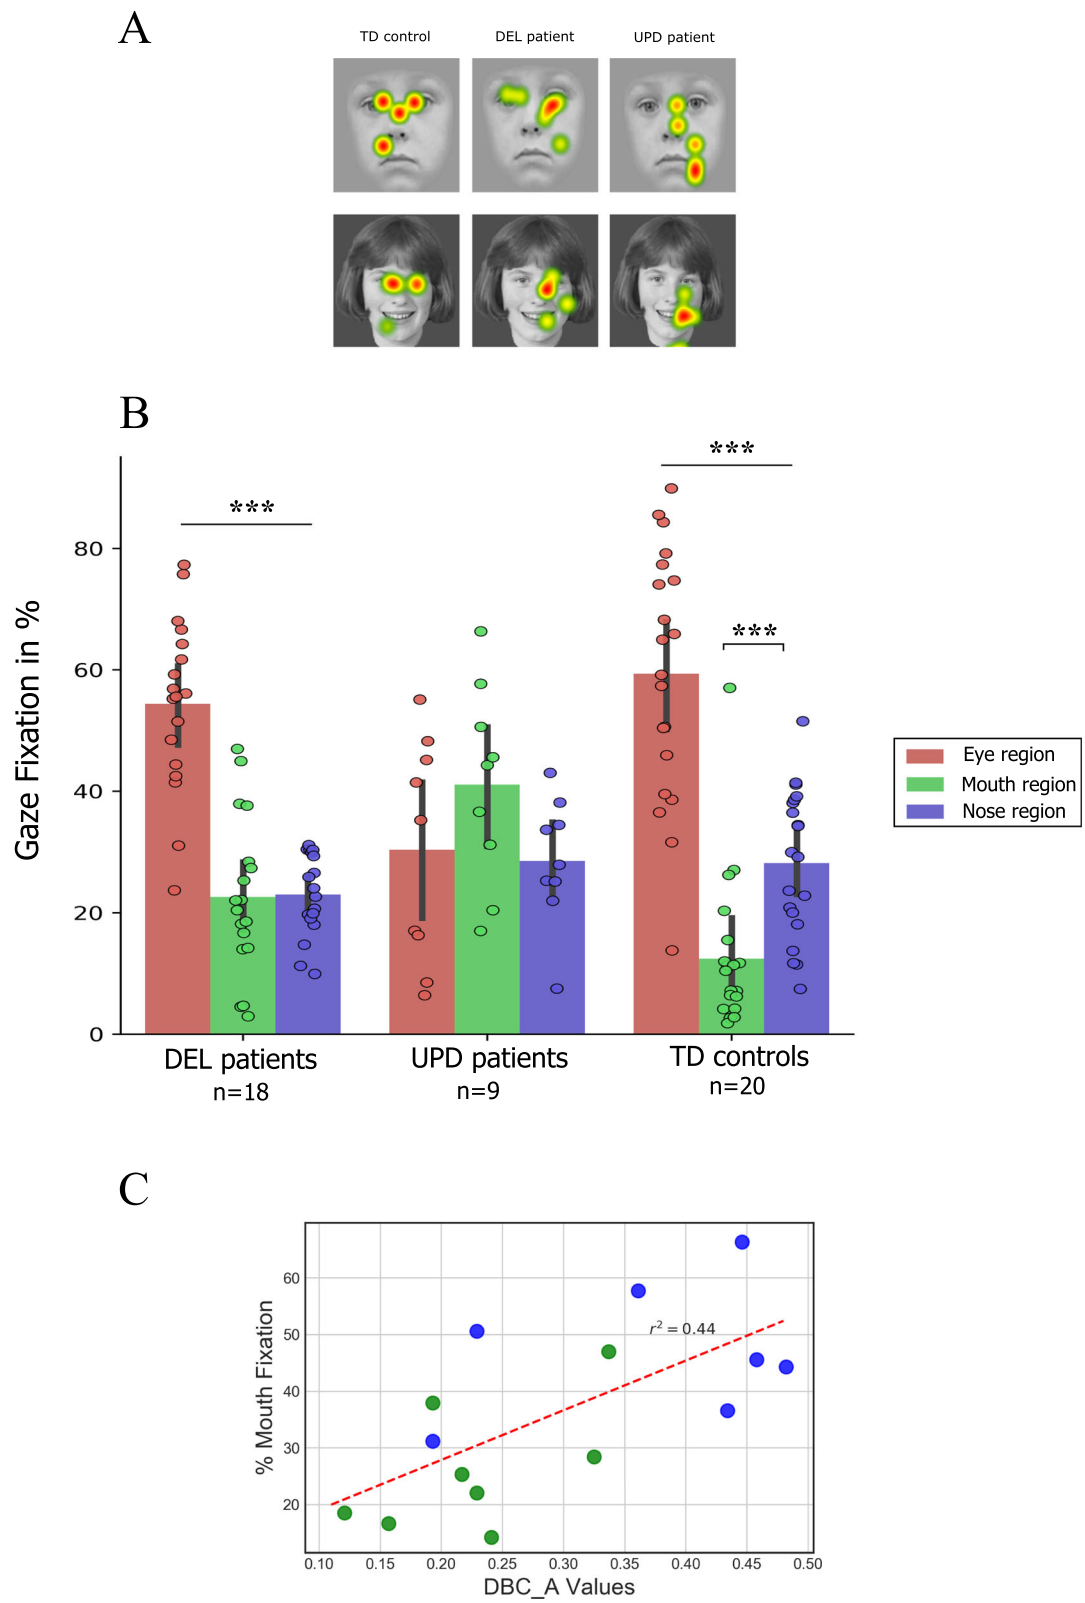 A
TD control DEL patient UPD patient
B
***
***
***
Gaze Fixation in %
80
60
40
20
0
Eye region
Mouth region
Nose region
DEL patients UPD patients TD controls
n=18 n=9 n=20
C
% Mouth Fixation
60
50
40
30
20
r² = 0.44
0.10 0.15 0.20 0.25 0.30 0.35 0.40 0.45 0.50
DBC_A Values